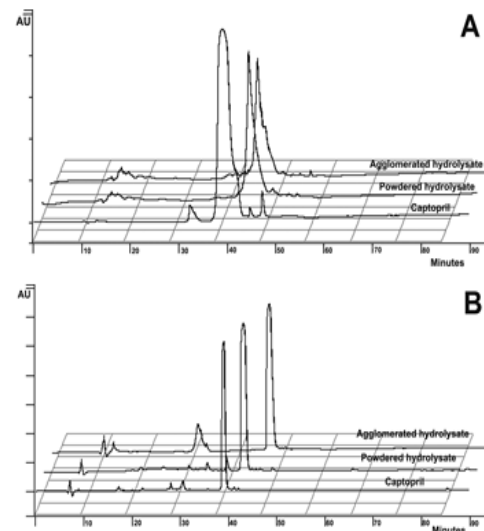 AU
A
Agglomerated hydrolysate
Powdered hydrolysate
Captopril
10 20 30 40 50 60 70 80 90
Minutes
AU
B
Agglomerated hydrolysate
Powdered hydrolysate
Captopril
10 20 30 40 50 60 70 80 90
Minutes